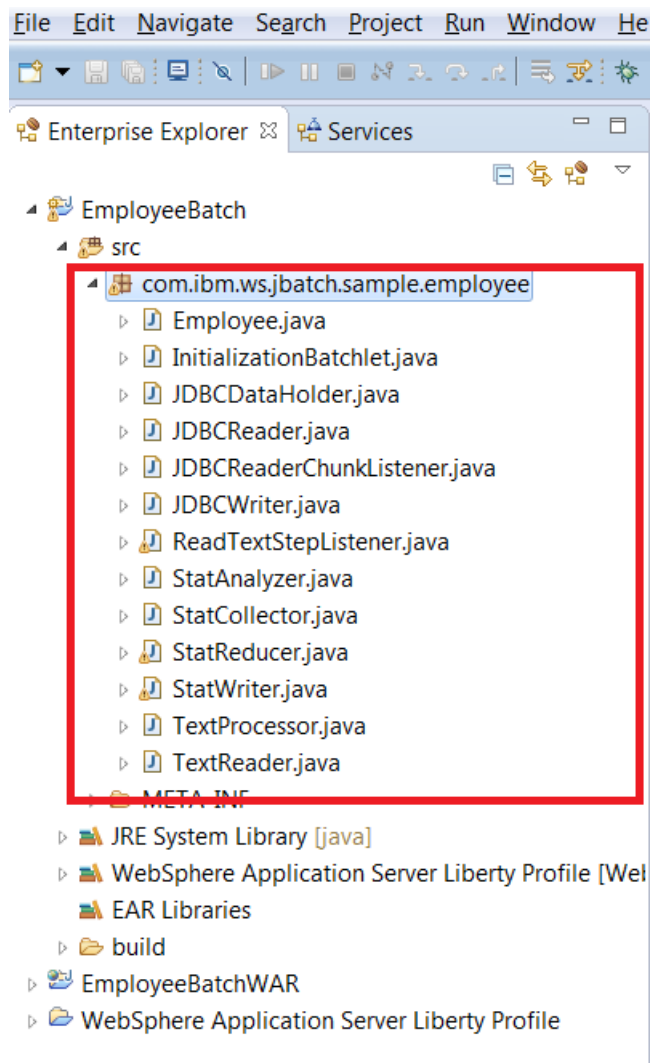 File Edit Navigate Search Project Run Window He
Enterprise Explorer Services
EmployeeBatch
src
com.ibm.ws.jbatch.sample.employee
Employee.java
InitializationBatchlet.java
JDBCDataHolder.java
JDBCReader.java
JDBCReaderChunkListener.java
JDBCWriter.java
ReadTextStepListener.java
StatAnalyzer.java
StatCollector.java
StatReducer.java
StatWriter.java
TextProcessor.java
TextReader.java
META-INF
JRE System Library [java]
WebSphere Application Server Liberty Profile [Wel
EAR Libraries
build
EmployeeBatchWAR
WebSphere Application Server Liberty Profile